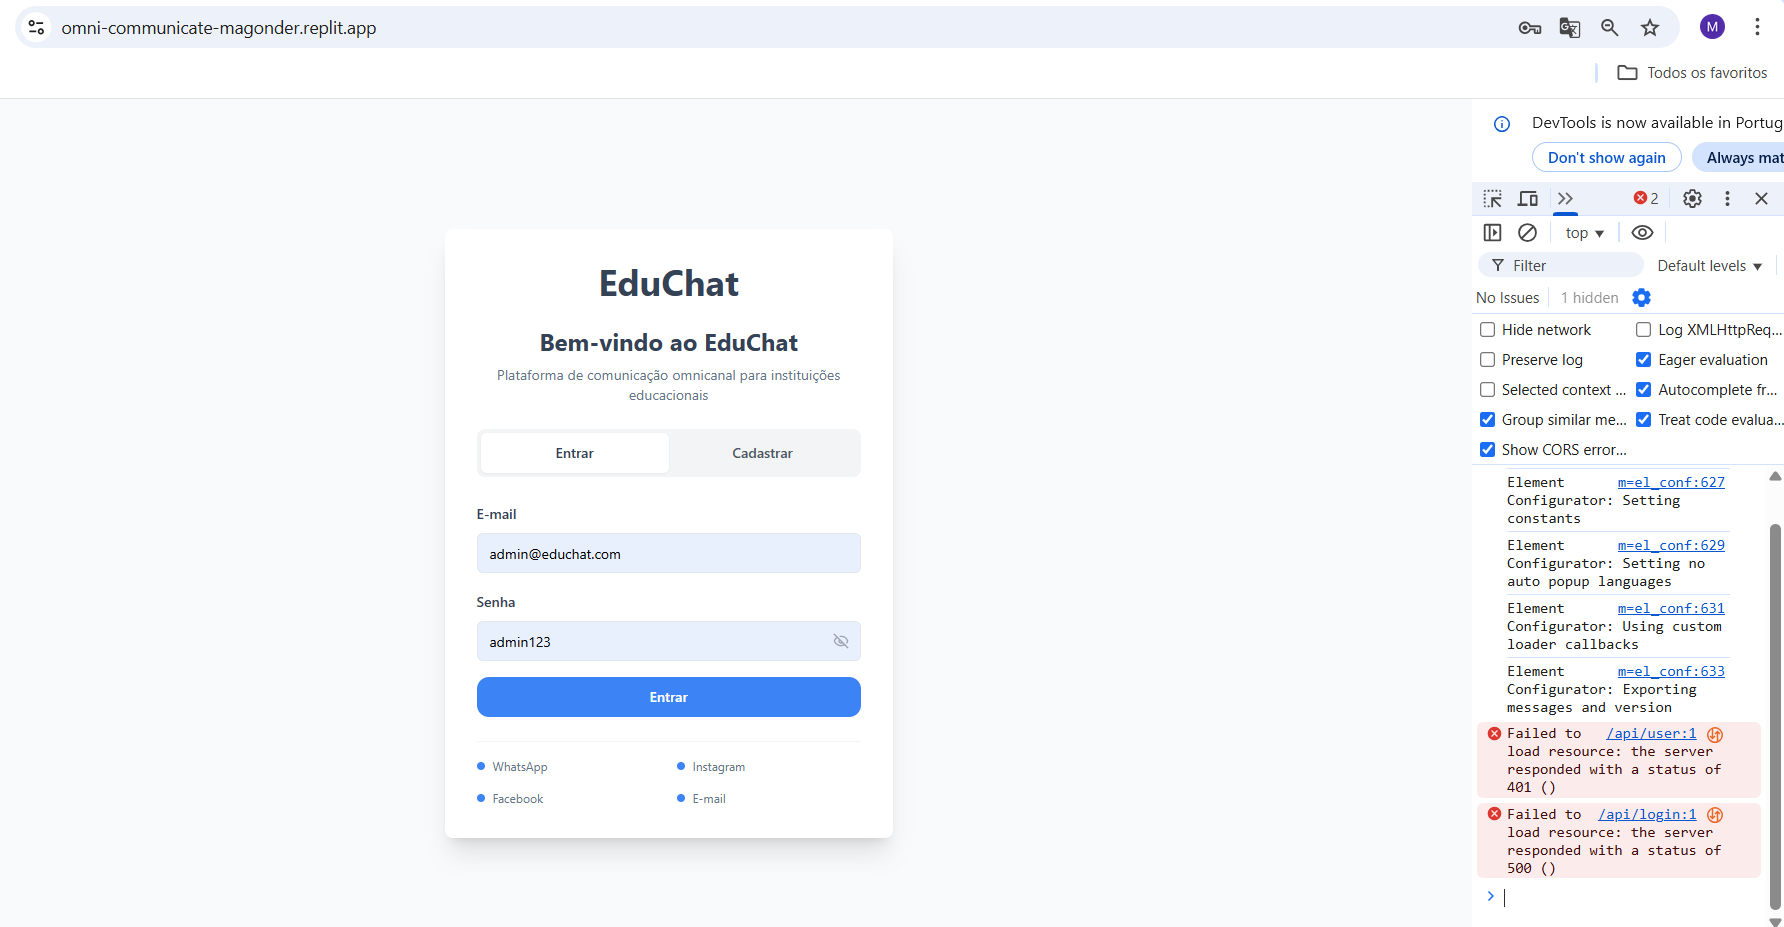 omni-communicate-magonder.replit.app
M
Todos os favoritos
EduChat
Bem-vindo ao EduChat
Plataforma de comunicação omnicanal para instituições
educacionais
Entrar
Cadastrar
E-mail
admin@educhat.com
Senha
admin123
Entrar
WhatsApp
Instagram
Facebook
E-mail
DevTools is now available in Portug
Don't show again
Always mat
2
top
Filter
Default levels
No Issues
1 hidden
Hide network
Log XMLHttpReq...
Preserve log
Eager evaluation
Selected context ...
Autocomplete fr...
Group similar me...
Treat code evalua...
Show CORS error...
Element m=el_conf:627
Configurator: Setting
constants
Element m=el_conf:629
Configurator: Setting no
auto popup languages
Element m=el_conf:631
Configurator: Using custom
loader callbacks
Element m=el_conf:633
Configurator: Exporting
messages and version
Failed to /api/user:1
load resource: the server
responded with a status of
401 ()
Failed to /api/login:1
load resource: the server
responded with a status of
500 ()